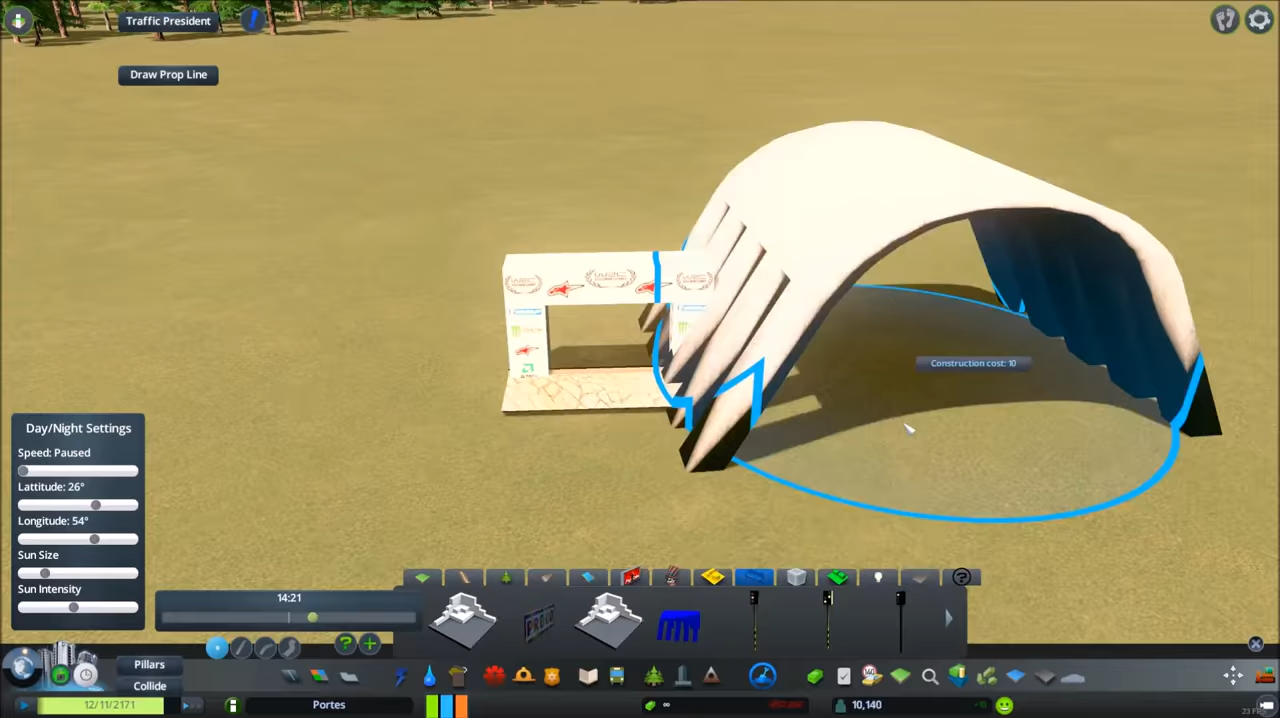 Traffic President
Draw Prop Line
Construction cost: 10
Day/Night Settings
Speed: Paused
Lattitude: 26°
Longitude: 54°
Sun Size
Sun Intensity
14:21
Pillars
Collide
12/11/2171
Portes
∞
10,140